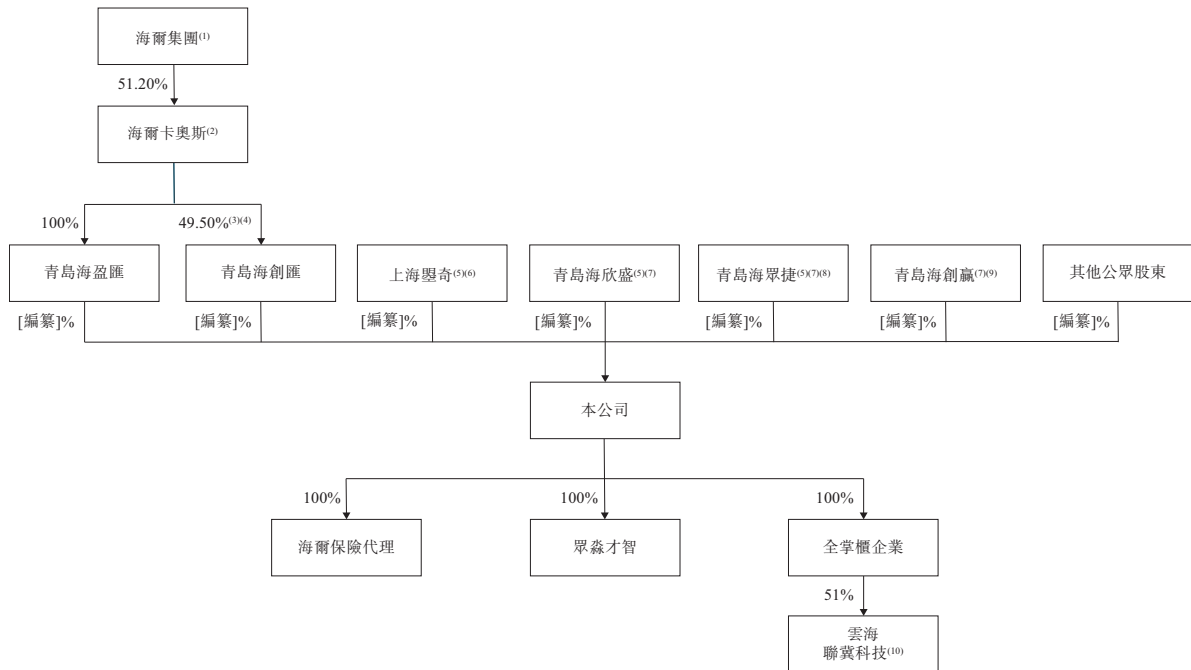 海爾集團(1)
51.20%
海爾卡奧斯(2)
100%
49.50%(3)(4)
青島海盈匯
青島海創匯
上海曌奇(5)(6)
青島海欣盛(5)(7)
青島海眾捷(5)(7)(8)
青島海創贏(7)(9)
其他公眾股東
[編纂]%
[編纂]%
[編纂]%
[編纂]%
[編纂]%
[編纂]%
[編纂]%
本公司
100%
100%
100%
海爾保險代理
眾淼才智
全掌櫃企業
51%
雲海
聯冀科技(10)